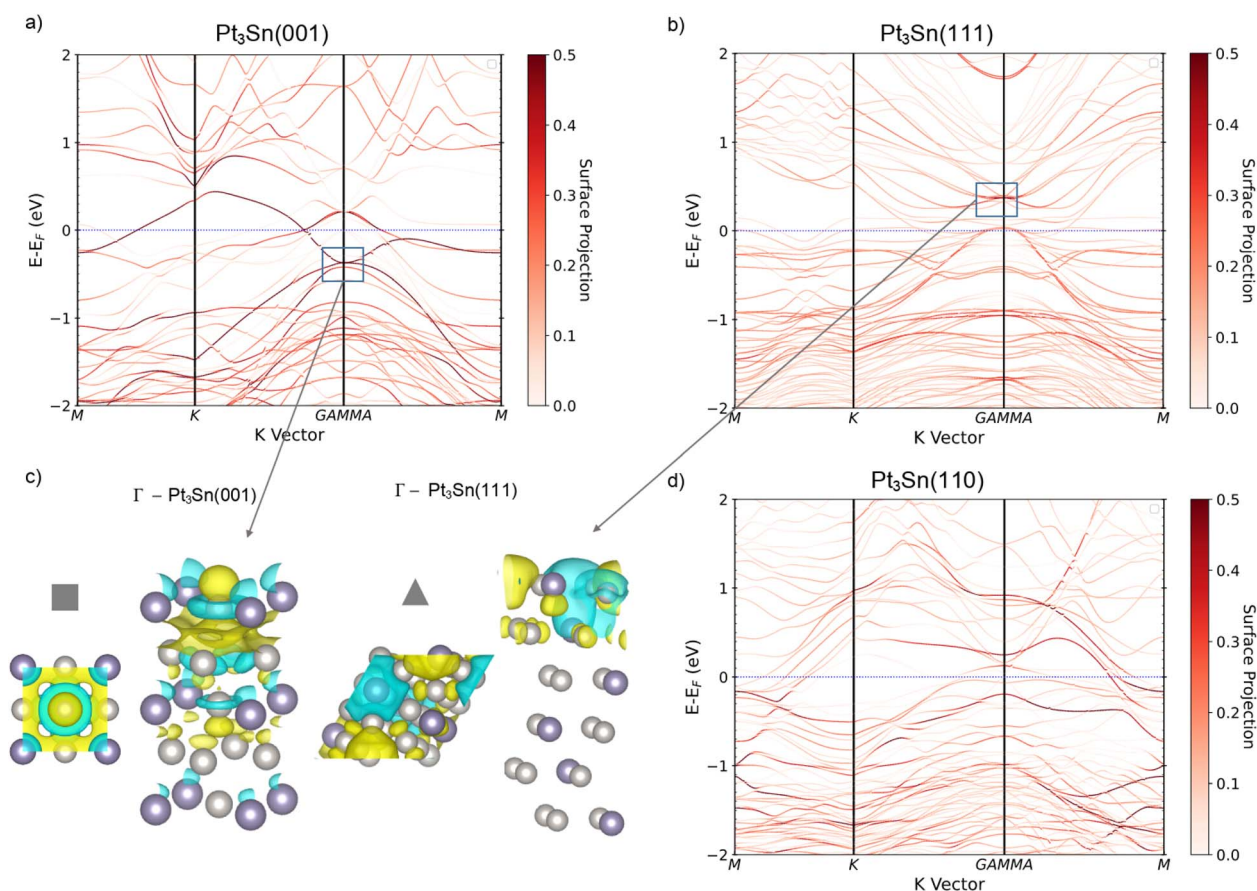 a)
Pt₃Sn(001)
2
1
0
−1
−2
E-E_F (eV)
M
K
GAMMA
M
K Vector
0.5
0.4
0.3
0.2
0.1
0.0
Surface Projection
b)
Pt₃Sn(111)
2
1
0
−1
−2
E-E_F (eV)
M
K
GAMMA
M
K Vector
0.5
0.4
0.3
0.2
0.1
0.0
Surface Projection
c)
Γ – Pt₃Sn(001)
Γ – Pt₃Sn(111)
d)
Pt₃Sn(110)
2
1
0
−1
−2
E-E_F (eV)
M
K
GAMMA
M
K Vector
0.5
0.4
0.3
0.2
0.1
0.0
Surface Projection